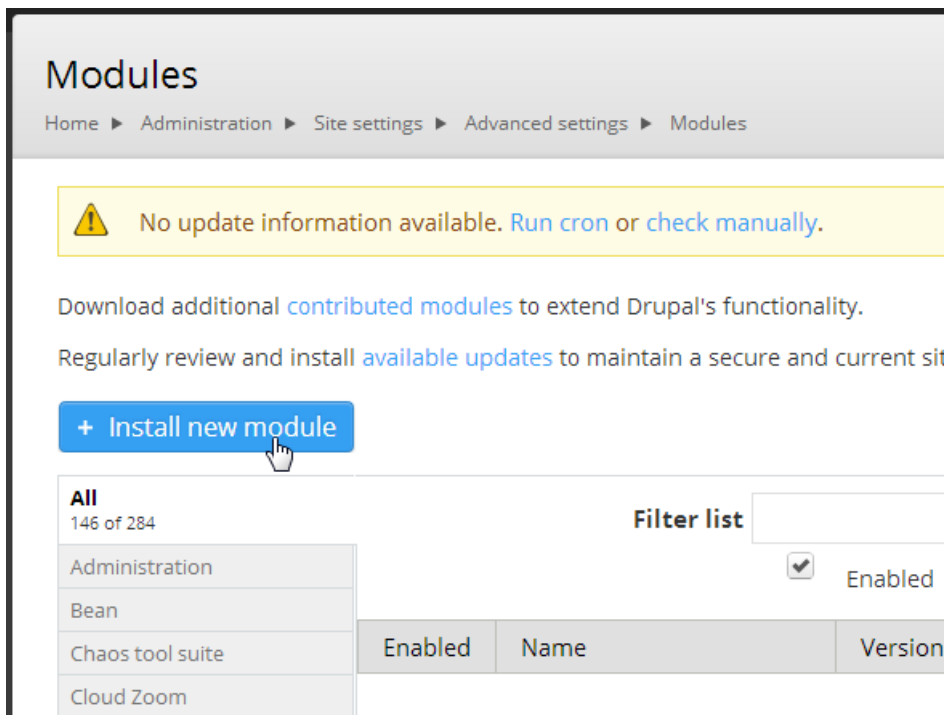 Modules
Home ▶ Administration ▶ Site settings ▶ Advanced settings ▶ Modules
No update information available. Run cron or check manually.
Download additional contributed modules to extend Drupal's functionality.
Regularly review and install available updates to maintain a secure and current
+ Install new module
All
146 of 284
Filter list
Administration
Enabled
Bean
Enabled Name Version
Chaos tool suite
Cloud Zoom